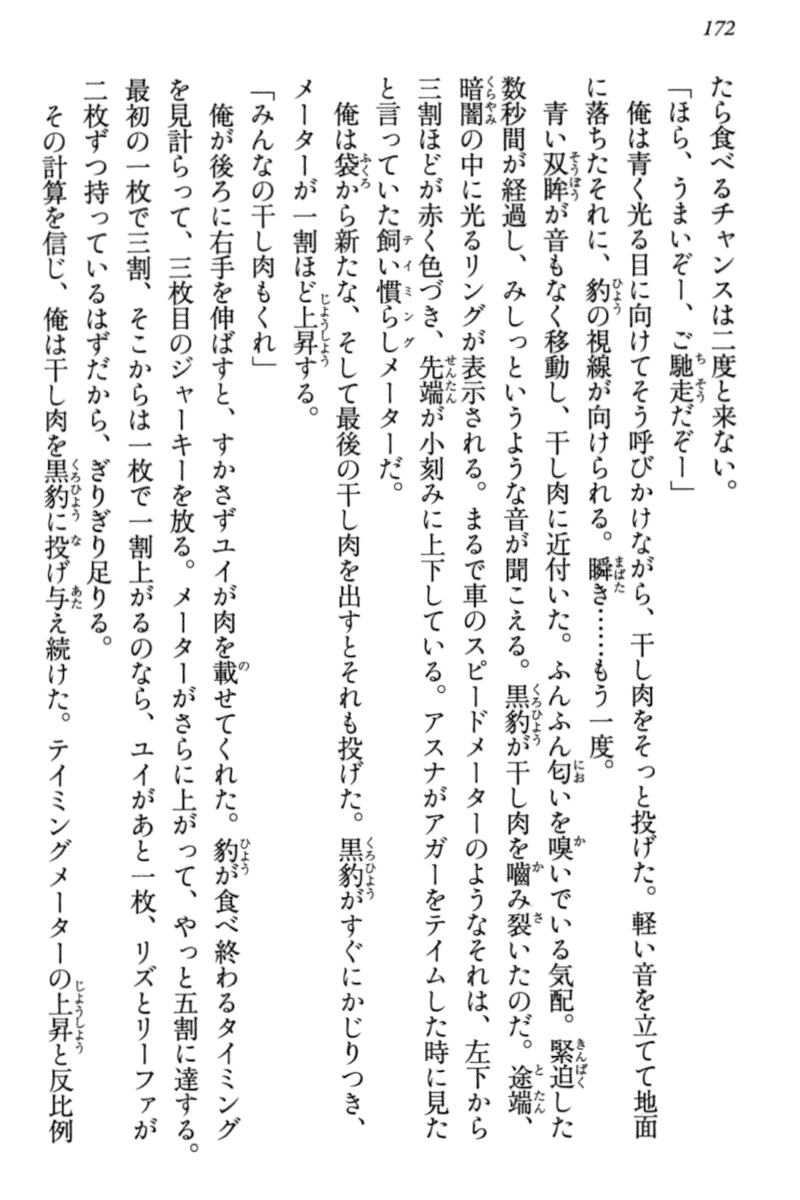 172
たら食べるチャンスは二度と来ない。
「ほら、うまいぞー、ご馳走だぞー」
俺は青く光る目に向けてそう呼びかけながら、干し肉をそっと投げた。軽い音を立てて地面
に落ちたそれに、豹の視線が向けられる。瞬き……もう一度。
青い双眸が音もなく移動し、干し肉に近付いた。ふんふん匂いを嗅いでいる気配。緊迫した
数秒間が経過し、みしっというような音が聞こえる。黒豹が干し肉を嚙み裂いたのだ。途端、
暗闇の中に光るリングが表示される。まるで車のスピードメーターのようなそれは、左下から
三割ほどが赤く色づき、先端が小刻みに上下している。アスナがアガーをテイムした時に見た
と言っていた飼い慣らしメーターだ。
俺は袋から新たな、そして最後の干し肉を出すとそれも投げた。黒豹がすぐにかじりつき、
メーターが一割ほど上昇する。
「みんなの干し肉もくれ」
俺が後ろに右手を伸ばすと、すかさずユイが肉を載せてくれた。豹が食べ終わるタイミング
を見計らって、三枚目のジャーキーを放る。メーターがさらに上がって、やっと五割に達する。
最初の一枚で三割、そこからは一枚で一割上がるのなら、ユイがあと一枚、リズとリーファが
二枚ずつ持っているはずだから、ぎりぎり足りる。
その計算を信じ、俺は干し肉を黒豹に投げ与え続けた。テイミングメーターの上昇と反比例